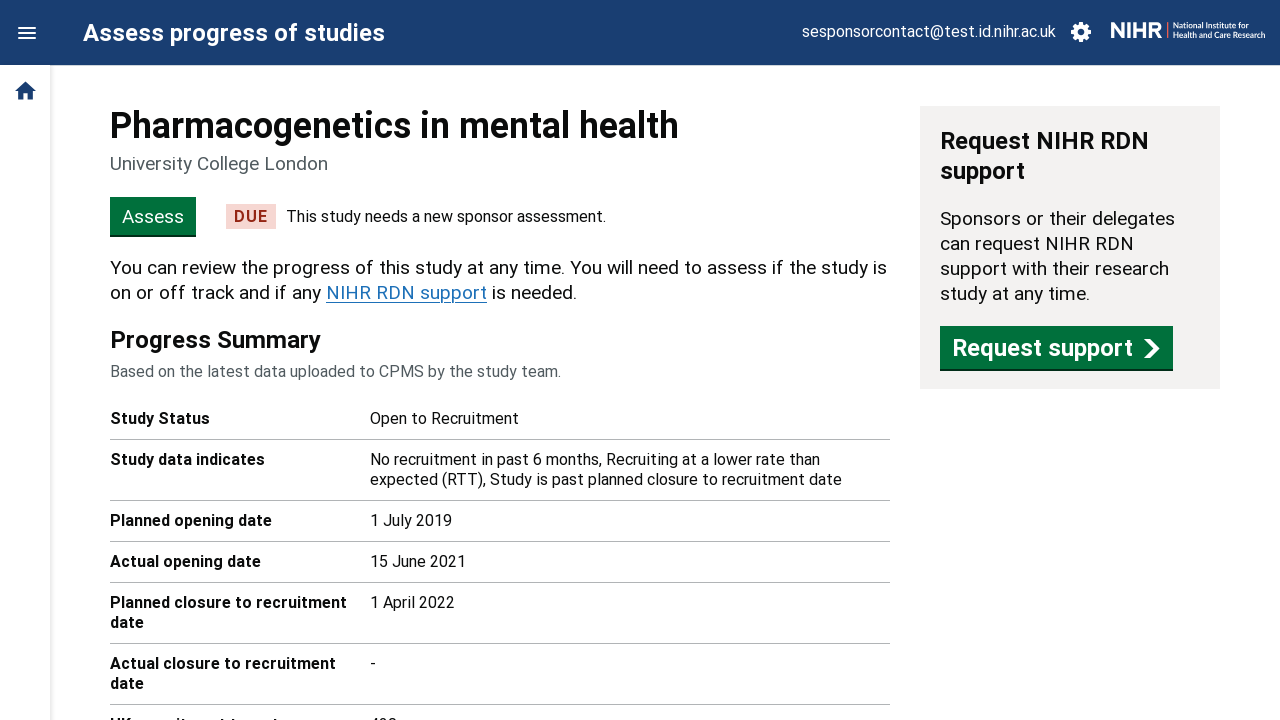 Assess progress of studies
sesponsorcontact@test.id.nihr.ac.uk
NIHR
National Institute for
Health and Care Research
Pharmacogenetics in mental health
University College London
Assess
DUE
This study needs a new sponsor assessment.
You can review the progress of this study at any time. You will need to assess if the study is
on or off track and if any NIHR RDN support is needed.
Progress Summary
Based on the latest data uploaded to CPMS by the study team.
Study Status
Open to Recruitment
Study data indicates
No recruitment in past 6 months, Recruiting at a lower rate than
expected (RTT), Study is past planned closure to recruitment date
Planned opening date
1 July 2019
Actual opening date
15 June 2021
Planned closure to recruitment
date
1 April 2022
Actual closure to recruitment
date
-
Request NIHR RDN
support
Sponsors or their delegates
can request NIHR RDN
support with their research
study at any time.
Request support